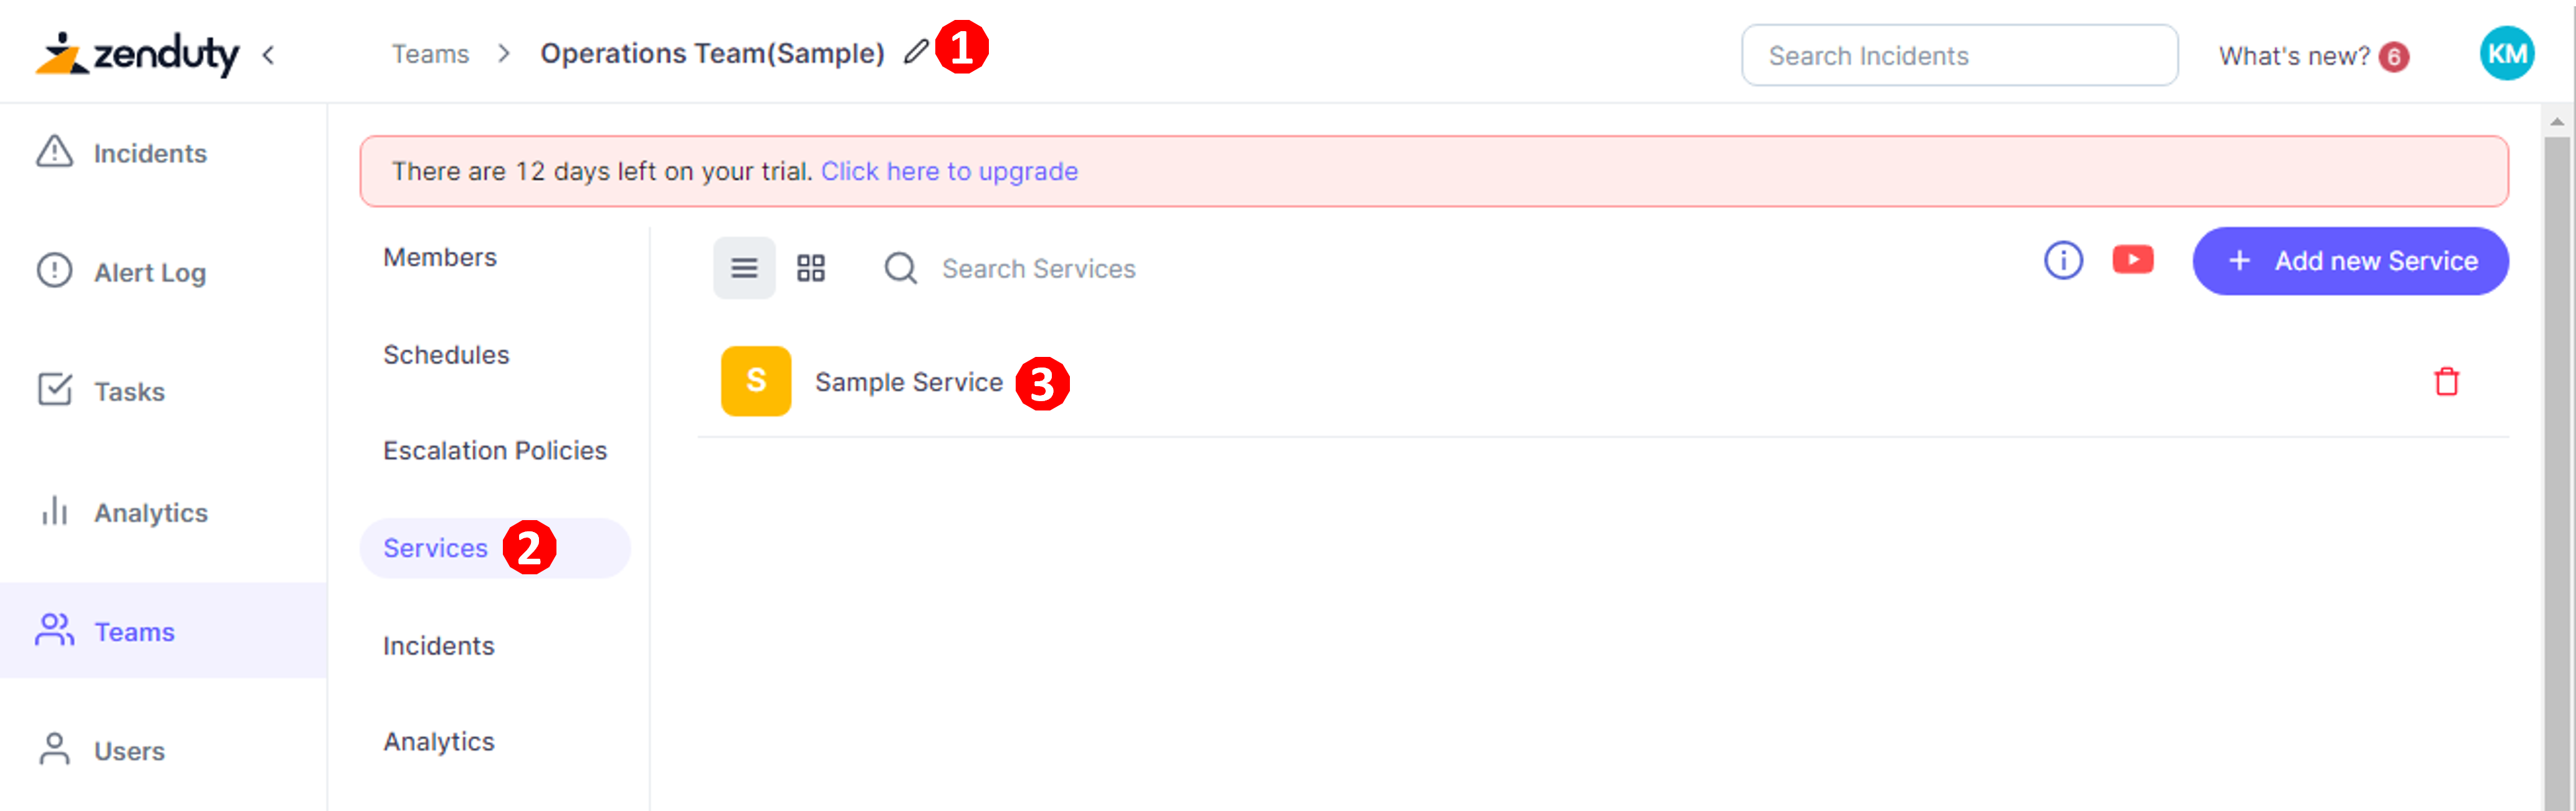 zenduty
Teams > Operations Team(Sample) 1
Search Incidents
What's new? 6
KM
Incidents
Alert Log
Tasks
Analytics
Teams
Users
There are 12 days left on your trial. Click here to upgrade
Members
Schedules
Escalation Policies
Services 2
Incidents
Analytics
Search Services
+ Add new Service
S Sample Service 3